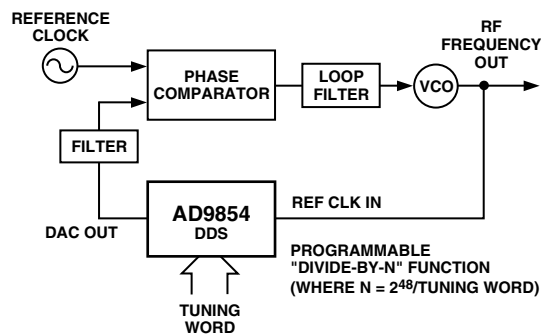 REFERENCE
CLOCK
PHASE
COMPARATOR
LOOP
FILTER
VCO
RF
FREQUENCY
OUT
FILTER
DAC OUT
AD9854
DDS
REF CLK IN
TUNING
WORD
PROGRAMMABLE
"DIVIDE-BY-N" FUNCTION
(WHERE N = 2⁴⁸/TUNING WORD)